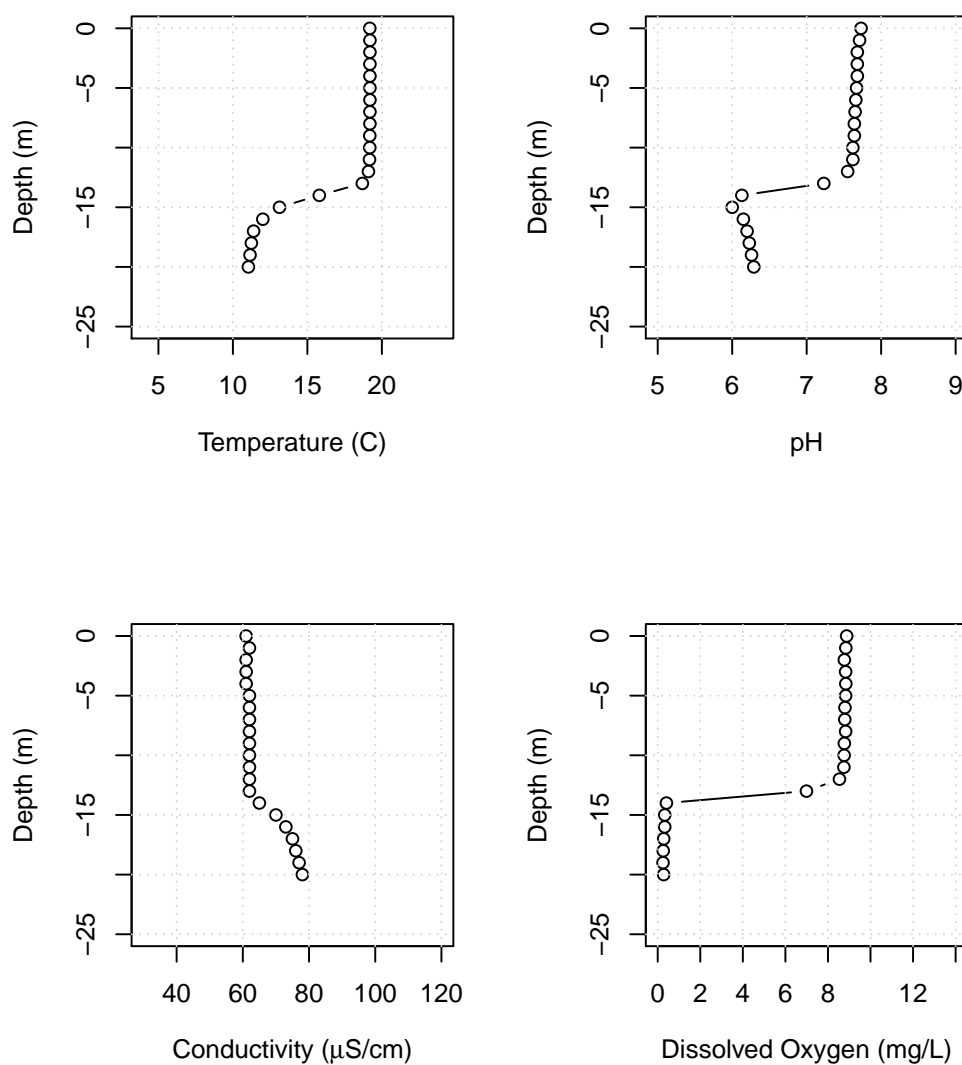 0
−5
−15
−25
Depth (m)
5 10 15 20
Temperature (C)
0
−5
−15
−25
Depth (m)
5 6 7 8 9
pH
0
−5
−15
−25
Depth (m)
40 60 80 100 120
Conductivity (μS/cm)
0
−5
−15
−25
Depth (m)
0 2 4 6 8 12
Dissolved Oxygen (mg/L)